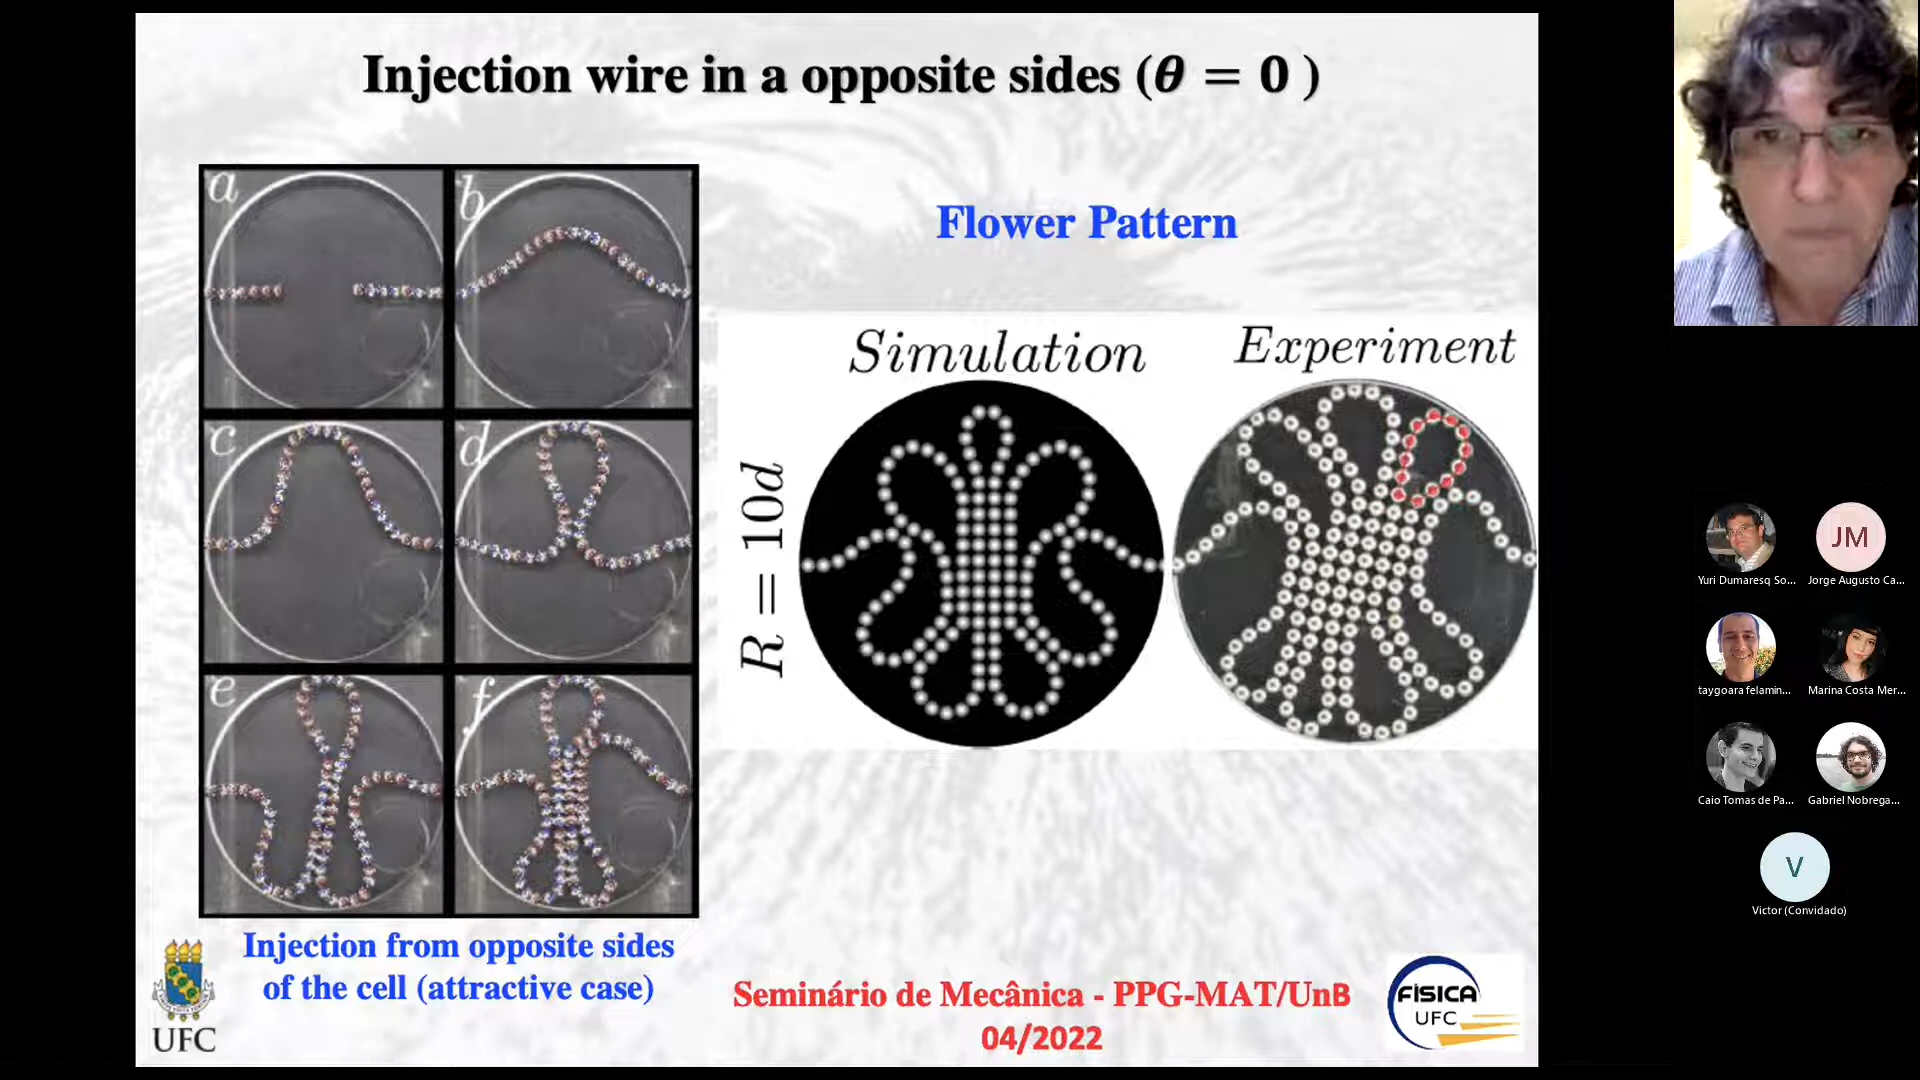 Injection wire in a opposite sides (θ = 0 )
a
b
c
d
e
f
Injection from opposite sides
of the cell (attractive case)
Flower Pattern
Simulation
Experiment
R = 10d
UFC
Seminário de Mecânica - PPG-MAT/UnB
04/2022
FÍSICA
UFC
JM
Yuri Dumaresq So...
Jorge Augusto Ca...
taygoara felamin...
Marina Costa Mer...
Caio Tomas de Pa...
Gabriel Nobrega...
V
Victor (Convidado)